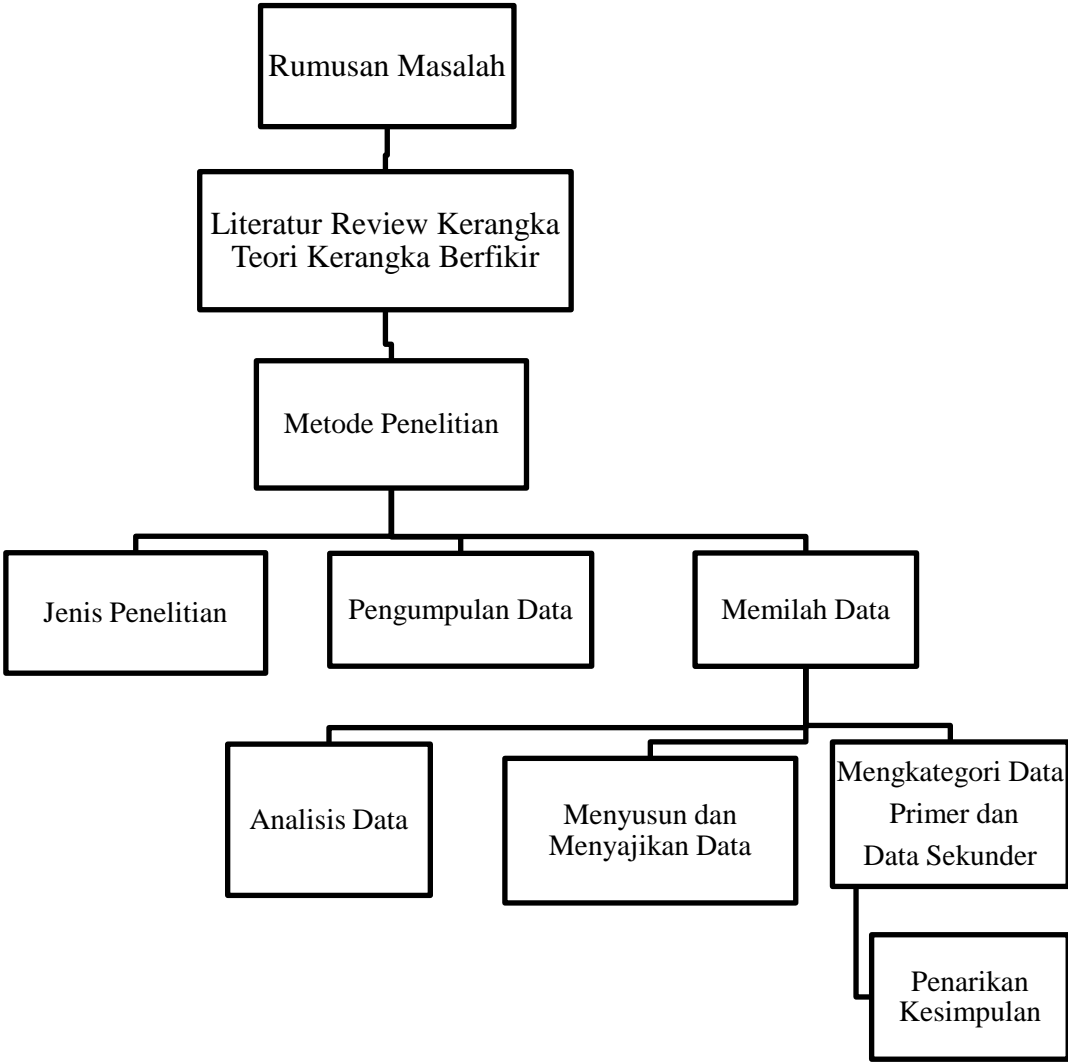 Rumusan Masalah
Literatur Review Kerangka
Teori Kerangka Berfikir
Metode Penelitian
Jenis Penelitian
Pengumpulan Data
Memilah Data
Analisis Data
Menyusun dan
Menyajikan Data
Mengkategori Data
Primer dan
Data Sekunder
Penarikan
Kesimpulan